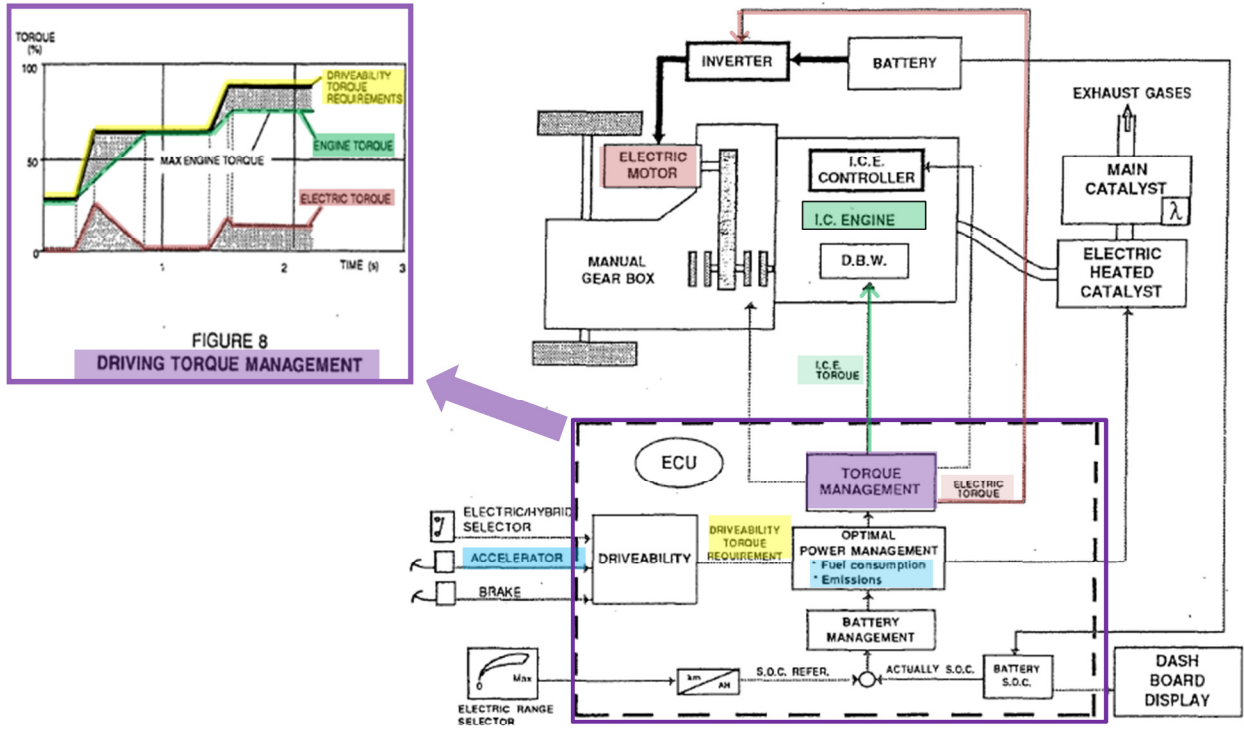 TORQUE
(%)
100
50
0
DRIVEABILITY
TORQUE
REQUIREMENTS
ENGINE TORQUE
MAX ENGINE TORQUE
ELECTRIC TORQUE
1
2
3
TIME (s)
FIGURE 8
DRIVING TORQUE MANAGEMENT
INVERTER
BATTERY
EXHAUST GASES
ELECTRIC
MOTOR
I.C.E.
CONTROLLER
I.C. ENGINE
D.B.W.
MANUAL
GEAR BOX
MAIN
CATALYST
λ
ELECTRIC
HEATED
CATALYST
I.C.E.
TORQUE
ECU
TORQUE
MANAGEMENT
ELECTRIC
TORQUE
ELECTRIC/HYBRID
SELECTOR
ACCELERATOR
BRAKE
DRIVEABILITY
DRIVEABILITY
TORQUE
REQUIREMENT
OPTIMAL
POWER MANAGEMENT
* Fuel consumption
* Emissions
BATTERY
MANAGEMENT
0 Max
ELECTRIC RANGE
SELECTOR
km
AH
S.O.C. REFER.
ACTUALLY S.O.C.
BATTERY
S.O.C.
DASH
BOARD
DISPLAY